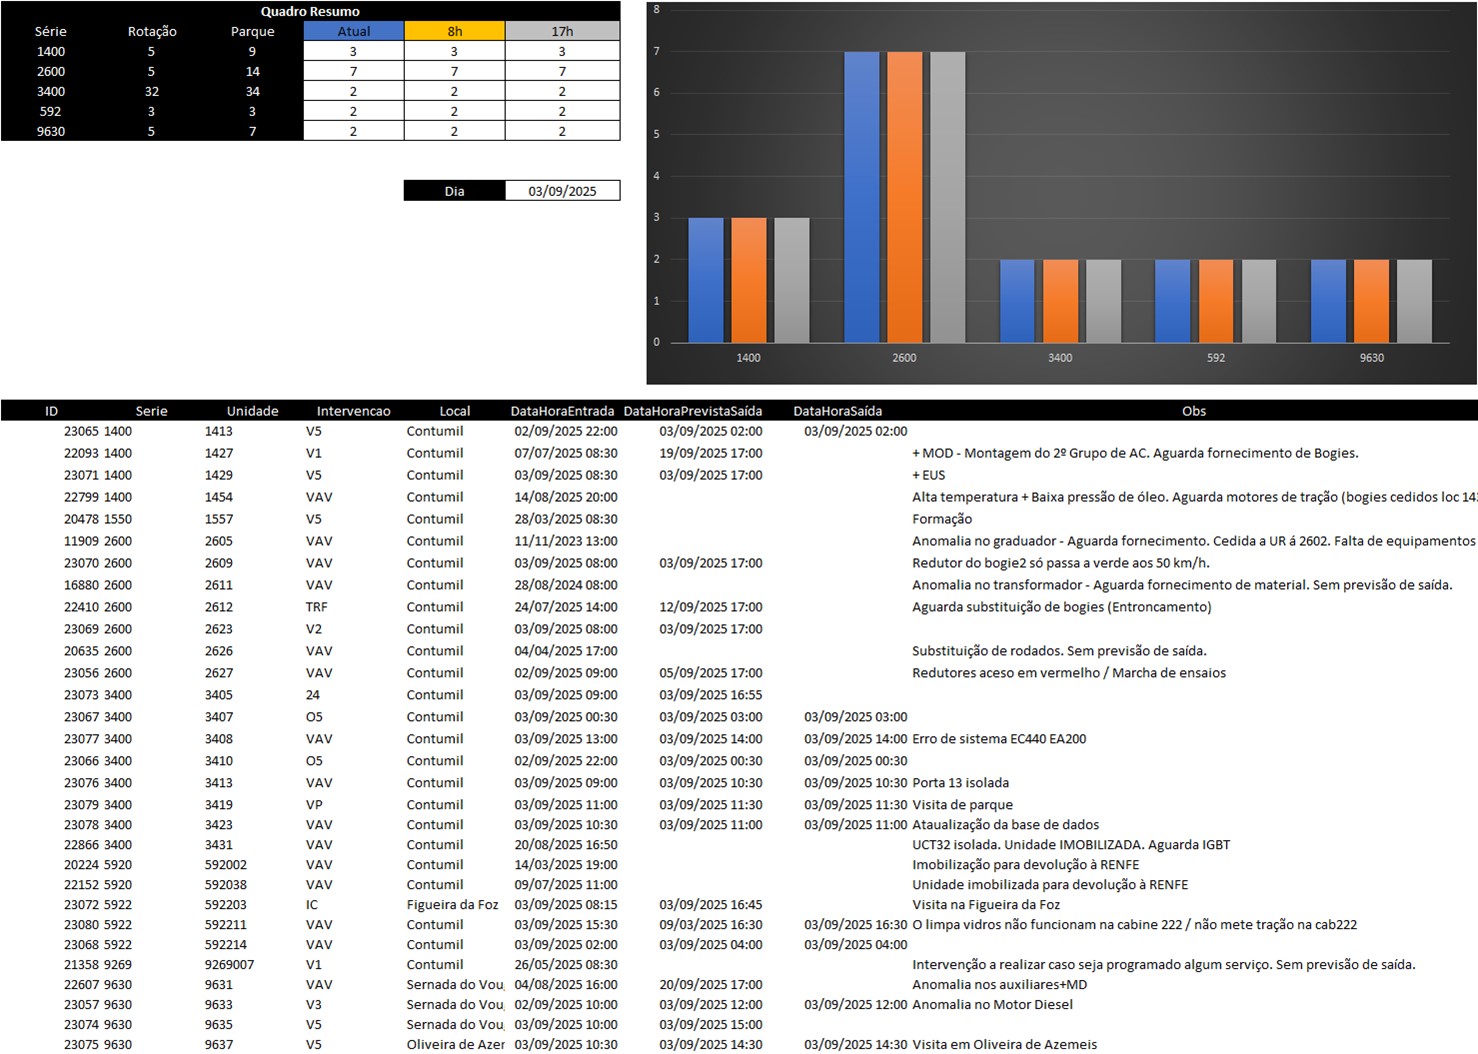 Quadro Resumo
Série Rotação Parque Atual 8h 17h
1400 5 9 3 3 3
2600 5 14 7 7 7
3400 32 34 2 2 2
592 3 3 2 2 2
9630 5 7 2 2 2
Dia 03/09/2025
8
7
6
5
4
3
2
1
0
1400 2600 3400 592 9630
ID Serie Unidade Intervencao Local DataHoraEntrada DataHoraPrevistaSaída DataHoraSaída Obs
23065 1400 1413 V5 Contumil 02/09/2025 22:00 03/09/2025 02:00 03/09/2025 02:00
22093 1400 1427 V1 Contumil 07/07/2025 08:30 19/09/2025 17:00 + MOD - Montagem do 2º Grupo de AC. Aguarda fornecimento de Bogies.
23071 1400 1429 V5 Contumil 03/09/2025 08:30 03/09/2025 17:00 + EUS
22799 1400 1454 VAV Contumil 14/08/2025 20:00 Alta temperatura + Baixa pressão de óleo. Aguarda motores de tração (bogies cedidos loc 143
20478 1550 1557 V5 Contumil 28/03/2025 08:30 Formação
11909 2600 2605 VAV Contumil 11/11/2023 13:00 Anomalia no graduador - Aguarda fornecimento. Cedida a UR á 2602. Falta de equipamentos
23070 2600 2609 VAV Contumil 03/09/2025 08:00 03/09/2025 17:00 Redutor do bogie2 só passa a verde aos 50 km/h.
16880 2600 2611 VAV Contumil 28/08/2024 08:00 Anomalia no transformador - Aguarda fornecimento de material. Sem previsão de saída.
22410 2600 2612 TRF Contumil 24/07/2025 14:00 12/09/2025 17:00 Aguarda substituição de bogies (Entroncamento)
23069 2600 2623 V2 Contumil 03/09/2025 08:00 03/09/2025 17:00
20635 2600 2626 VAV Contumil 04/04/2025 17:00 Substituição de rodados. Sem previsão de saída.
23056 2600 2627 VAV Contumil 02/09/2025 09:00 05/09/2025 17:00 Redutores aceso em vermelho / Marcha de ensaios
23073 3400 3405 24 Contumil 03/09/2025 09:00 03/09/2025 16:55
23067 3400 3407 O5 Contumil 03/09/2025 00:30 03/09/2025 03:00 03/09/2025 03:00
23077 3400 3408 VAV Contumil 03/09/2025 13:00 03/09/2025 14:00 03/09/2025 14:00 Erro de sistema EC440 EA200
23066 3400 3410 O5 Contumil 02/09/2025 22:00 03/09/2025 00:30 03/09/2025 00:30
23076 3400 3413 VAV Contumil 03/09/2025 09:00 03/09/2025 10:30 03/09/2025 10:30 Porta 13 isolada
23079 3400 3419 VP Contumil 03/09/2025 11:00 03/09/2025 11:30 03/09/2025 11:30 Visita de parque
23078 3400 3423 VAV Contumil 03/09/2025 10:30 03/09/2025 11:00 03/09/2025 11:00 Ataualização da base de dados
22866 3400 3431 VAV Contumil 20/08/2025 16:50 UCT32 isolada. Unidade IMOBILIZADA. Aguarda IGBT
20224 5920 592002 VAV Contumil 14/03/2025 19:00 Imobilização para devolução à RENFE
22152 5920 592038 VAV Contumil 09/07/2025 11:00 Unidade imobilizada para devolução à RENFE
23072 5922 592203 IC Figueira da Foz 03/09/2025 08:15 03/09/2025 16:45 Visita na Figueira da Foz
23080 5922 592211 VAV Contumil 03/09/2025 15:30 09/03/2025 16:30 03/09/2025 16:30 O limpa vidros não funcionam na cabine 222 / não mete tração na cab222
23068 5922 592214 VAV Contumil 03/09/2025 02:00 03/09/2025 04:00 03/09/2025 04:00
21358 9269 9269007 V1 Contumil 26/05/2025 08:30 Intervenção a realizar caso seja programado algum serviço. Sem previsão de saída.
22607 9630 9631 VAV Sernada do Vou 04/08/2025 16:00 20/09/2025 17:00 Anomalia nos auxiliares+MD
23057 9630 9633 V3 Sernada do Vou 02/09/2025 10:00 03/09/2025 12:00 03/09/2025 12:00 Anomalia no Motor Diesel
23074 9630 9635 V5 Sernada do Vou 03/09/2025 10:00 03/09/2025 15:00
23075 9630 9637 V5 Oliveira de Azer 03/09/2025 10:30 03/09/2025 14:30 03/09/2025 14:30 Visita em Oliveira de Azemeis